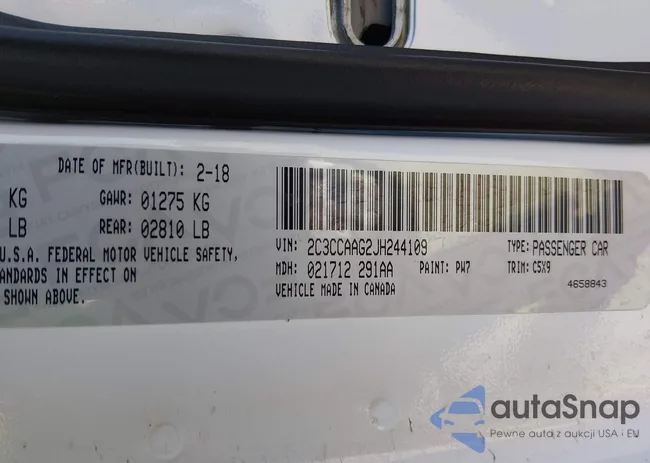 DATE OF MFR(BUILT): 2-18
KG GAWR: 01275 KG
LB REAR: 02810 LB
U.S.A. FEDERAL MOTOR VEHICLE SAFETY,
STANDARDS IN EFFECT ON
SHOWN ABOVE.
VIN: 2C3CCAAG2JH244109 TYPE: PASSENGER CAR
MDH: 021712 291AA PAINT: PW7 TRIM: C5X9
VEHICLE MADE IN CANADA 4658843
autoSnap
Pewne auta z aukcji USA i EU